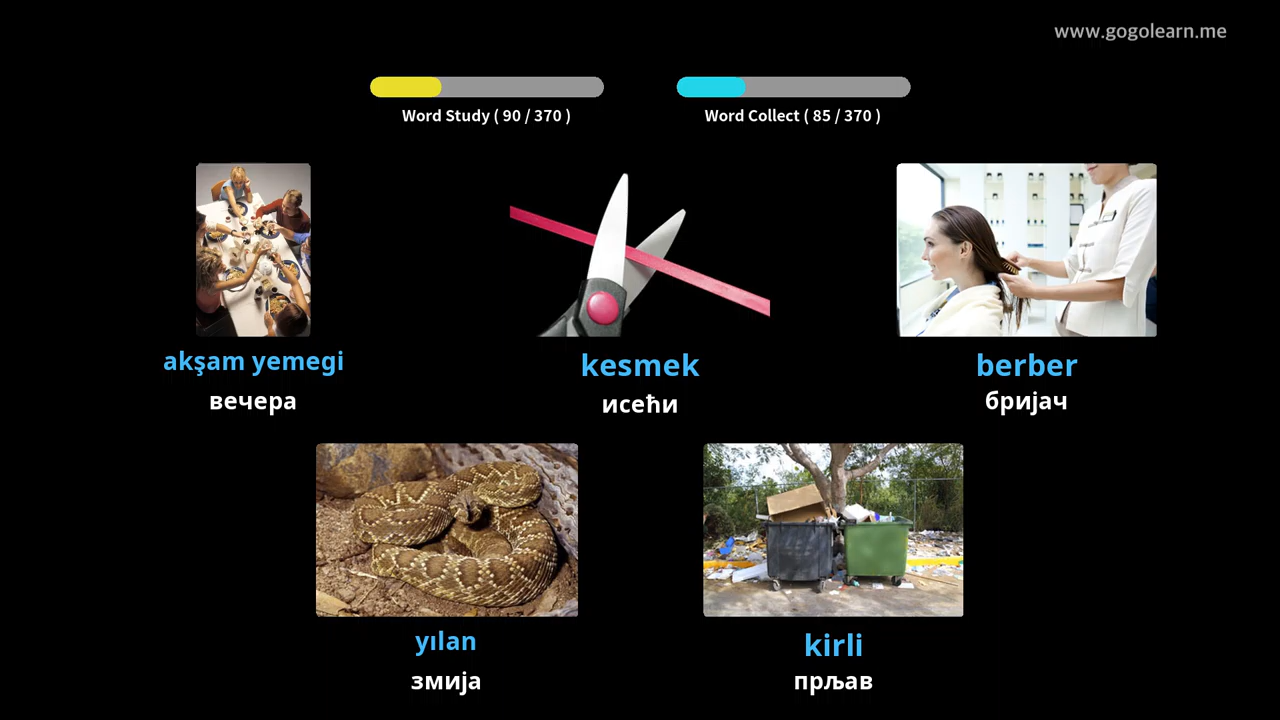 www.gogolearn.me
Word Study ( 90 / 370 )
Word Collect ( 85 / 370 )
akşam yemegi
вечера
kesmek
исећи
berber
бријач
yılan
змија
kirli
прљав